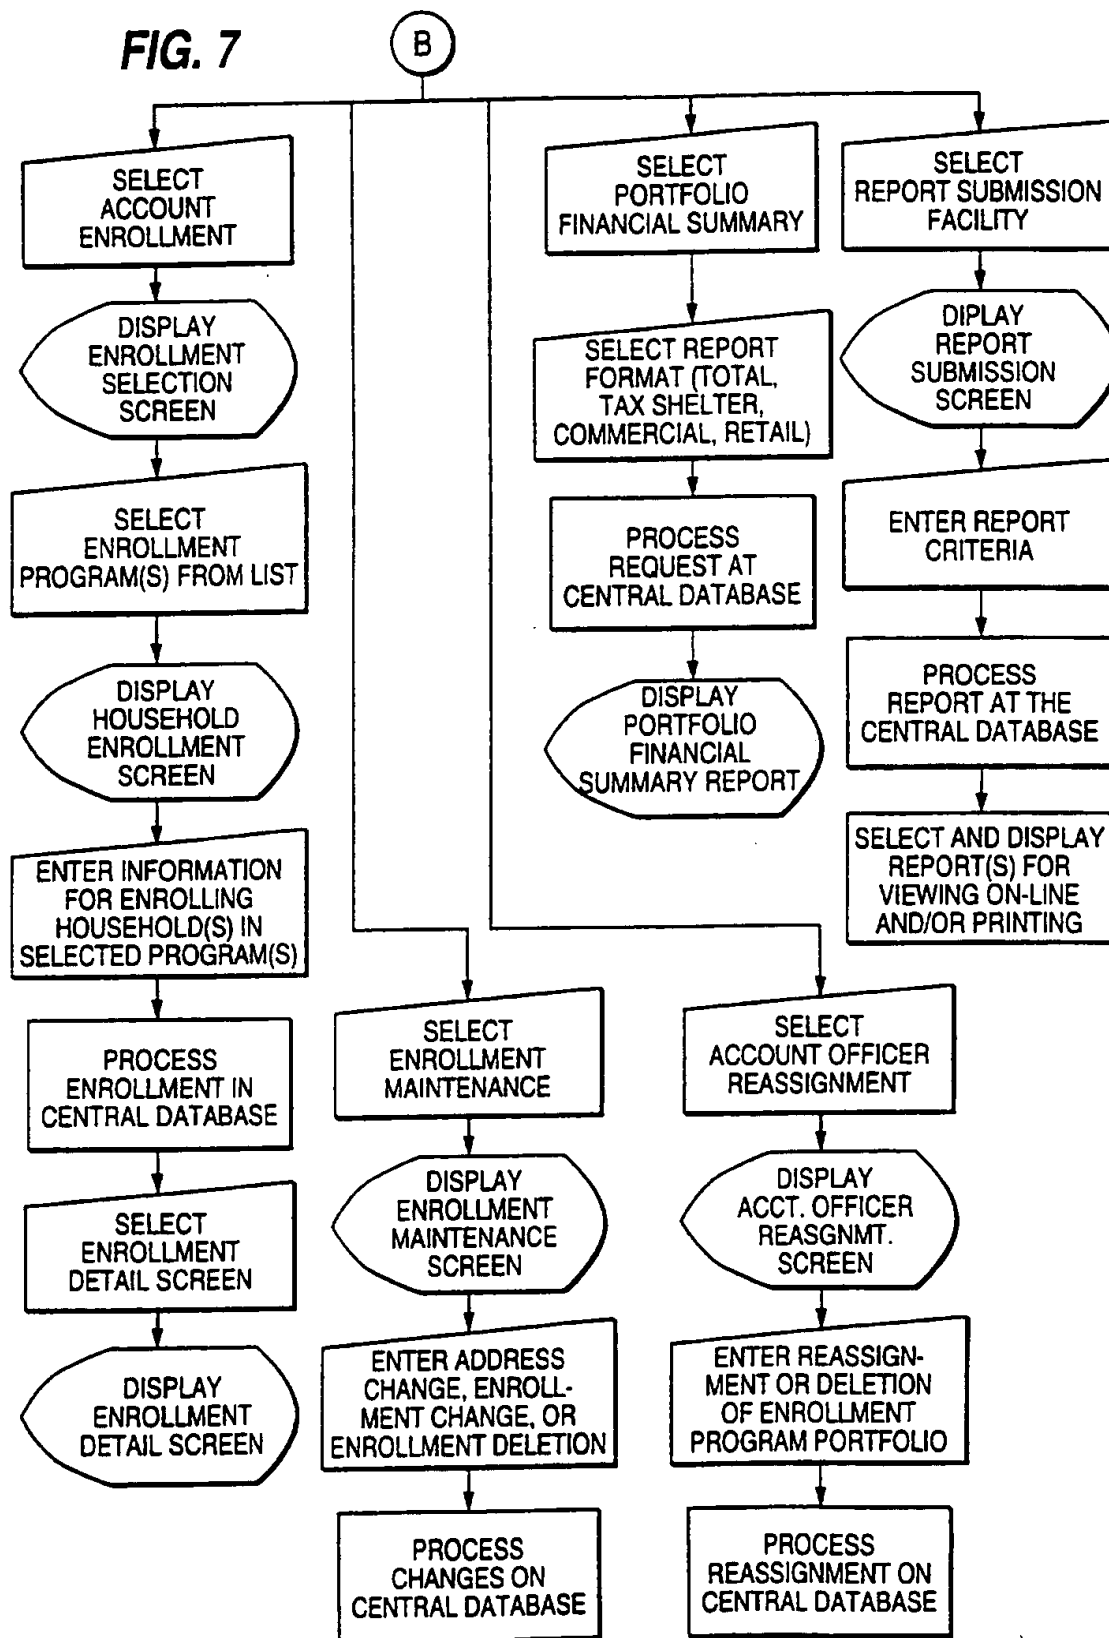 FIG. 7
B
SELECT
ACCOUNT
ENROLLMENT
DISPLAY
ENROLLMENT
SELECTION
SCREEN
SELECT
ENROLLMENT
PROGRAM(S) FROM LIST
DISPLAY
HOUSEHOLD
ENROLLMENT
SCREEN
ENTER INFORMATION
FOR ENROLLING
HOUSEHOLD(S) IN
SELECTED PROGRAM(S)
PROCESS
ENROLLMENT IN
CENTRAL DATABASE
SELECT
ENROLLMENT
DETAIL SCREEN
DISPLAY
ENROLLMENT
DETAIL SCREEN
SELECT
ENROLLMENT
MAINTENANCE
DISPLAY
ENROLLMENT
MAINTENANCE
SCREEN
ENTER ADDRESS
CHANGE, ENROLL-
MENT CHANGE, OR
ENROLLMENT DELETION
PROCESS
CHANGES ON
CENTRAL DATABASE
SELECT
ACCOUNT OFFICER
REASSIGNMENT
DISPLAY
ACCT. OFFICER
REASGNMT.
SCREEN
ENTER REASSIGN-
MENT OR DELETION
OF ENROLLMENT
PROGRAM PORTFOLIO
PROCESS
REASSIGNMENT ON
CENTRAL DATABASE
SELECT
PORTFOLIO
FINANCIAL SUMMARY
SELECT REPORT
FORMAT (TOTAL,
TAX SHELTER,
COMMERCIAL, RETAIL)
PROCESS
REQUEST AT
CENTRAL DATABASE
DISPLAY
PORTFOLIO
FINANCIAL
SUMMARY REPORT
SELECT
REPORT SUBMISSION
FACILITY
DIPLAY
REPORT
SUBMISSION
SCREEN
ENTER REPORT
CRITERIA
PROCESS
REPORT AT THE
CENTRAL DATABASE
SELECT AND DISPLAY
REPORT(S) FOR
VIEWING ON-LINE
AND/OR PRINTING